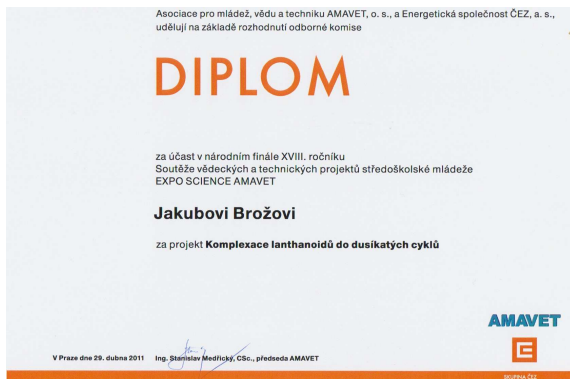 Asociace pro mládež, vědu a techniku AMAVET, o. s., a Energetická společnost ČEZ, a. s.,
udělují na základě rozhodnutí odborné komise
DIPLOM
za účast v národním finále XVIII. ročníku
Soutěže vědeckých a technických projektů středoškolské mládeže
EXPO SCIENCE AMAVET
Jakubovi Brožovi
za projekt Komplexace lanthanoidů do dusíkatých cyklů
AMAVET
V Praze dne 29. dubna 2011 Ing. Stanislav Medřický, CSc., předseda AMAVET
SKUPINA ČEZ